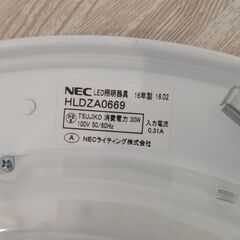 NEC LED照明器具 16年製 16.02
HLDZA0669
TSUJIKO 消費電力 30W 入力電流
100V 50/60Hz 0.31A
A NECライティング株式会社